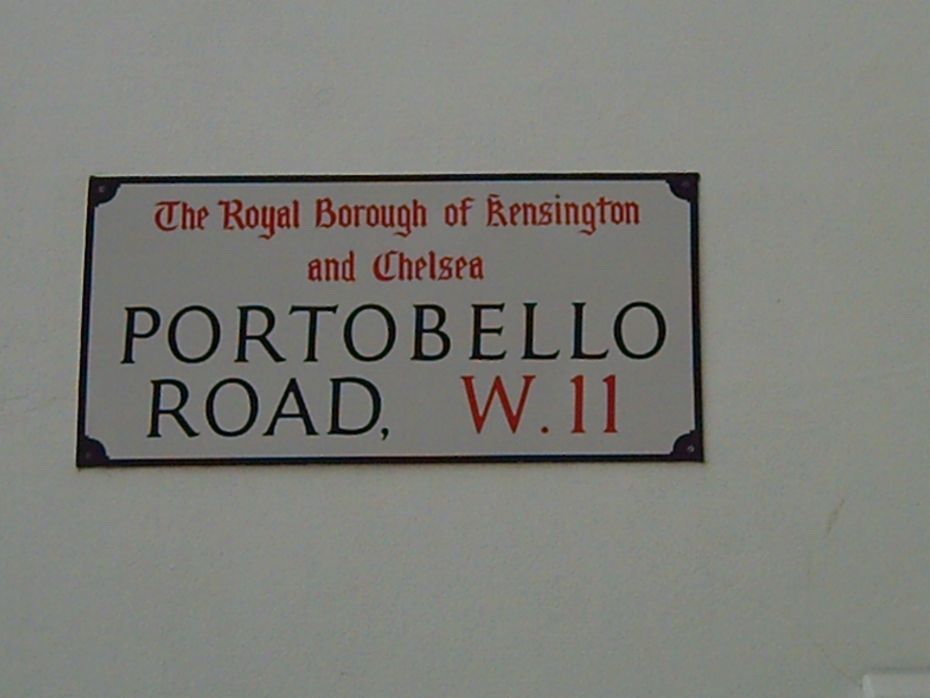 The Royal Borough of Kensington
and Chelsea
PORTOBELLO
ROAD, W.11